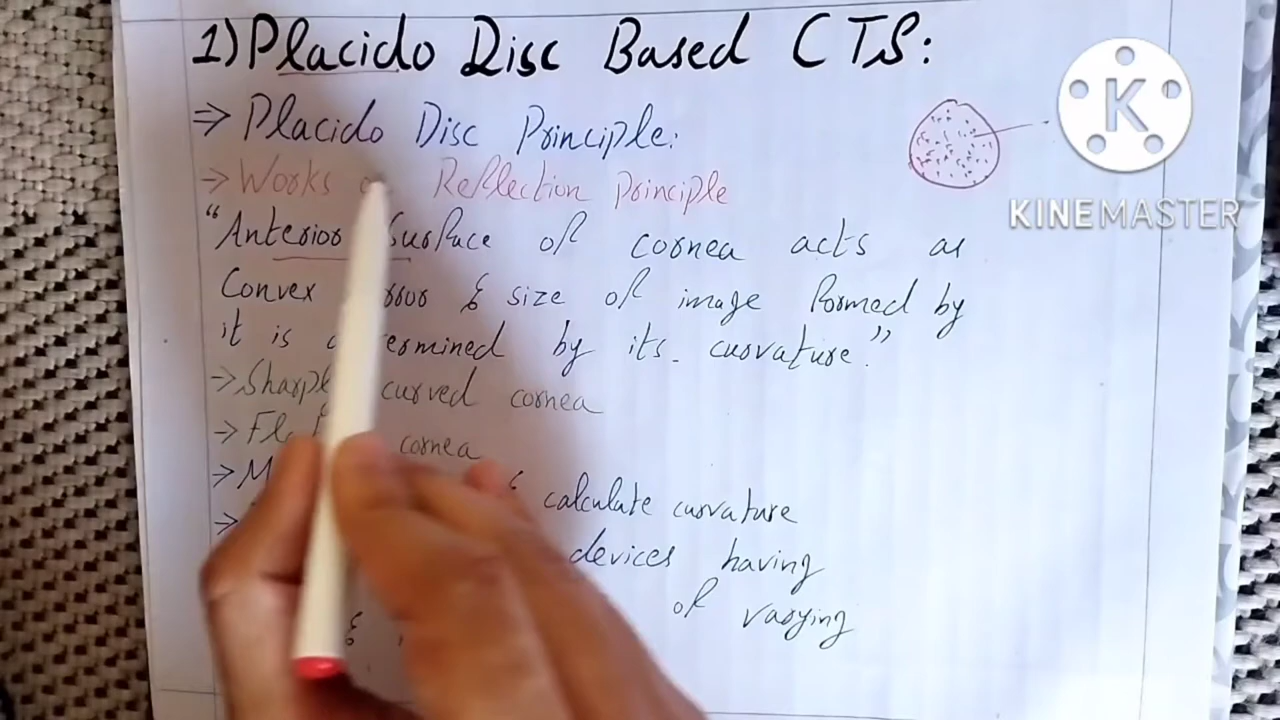 1) Placido Disc Based CTS:
⇒ Placido Disc Principle:
→ Works Reflection Principle
"Anterior Surface of cornea acts as
Convex & size of image formed by
it is by its curvature."
→ curved cornea
→ cornea
→ & calculate curvature
→ devices having
& of varying
K
KINEMASTER